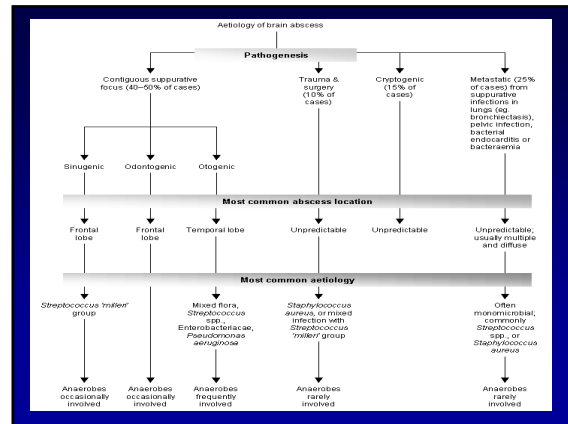 Aetiology of brain abscess
Pathogenesis
Contiguous suppurative
focus (40–50% of cases)
Trauma &
surgery
(10% of
cases)
Cryptogenic
(15% of
cases)
Metastatic (25%
of cases) from
suppurative
infections in
lungs (eg.
bronchiectasis),
pelvic infection,
bacterial
endocarditis or
bacteraemia
Sinugenic
Odontogenic
Otogenic
Most common abscess location
Frontal
lobe
Frontal
lobe
Temporal lobe
Unpredictable
Unpredictable
Unpredictable;
usually multiple
and diffuse
Most common aetiology
Streptococcus 'milleri'
group
Mixed flora,
Streptococcus
spp.,
Enterobacteriacae,
Pseudomonas
aeruginosa
Staphylococcus
aureus, or mixed
infection with
Streptococcus
'milleri' group
Often
monomicrobial;
commonly
Streptococcus
spp., or
Staphylococcus
aureus
Anaerobes
occasionally
involved
Anaerobes
occasionally
involved
Anaerobes
frequently
involved
Anaerobes
rarely
involved
Anaerobes
rarely
involved